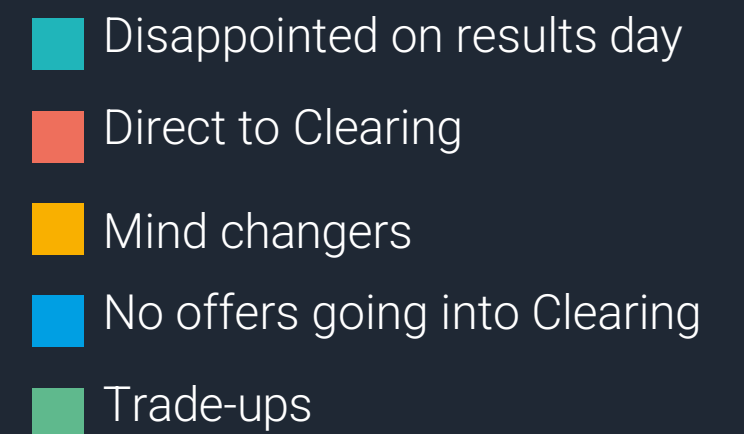 Disappointed on results day
Direct to Clearing
Mind changers
No offers going into Clearing
Trade-ups